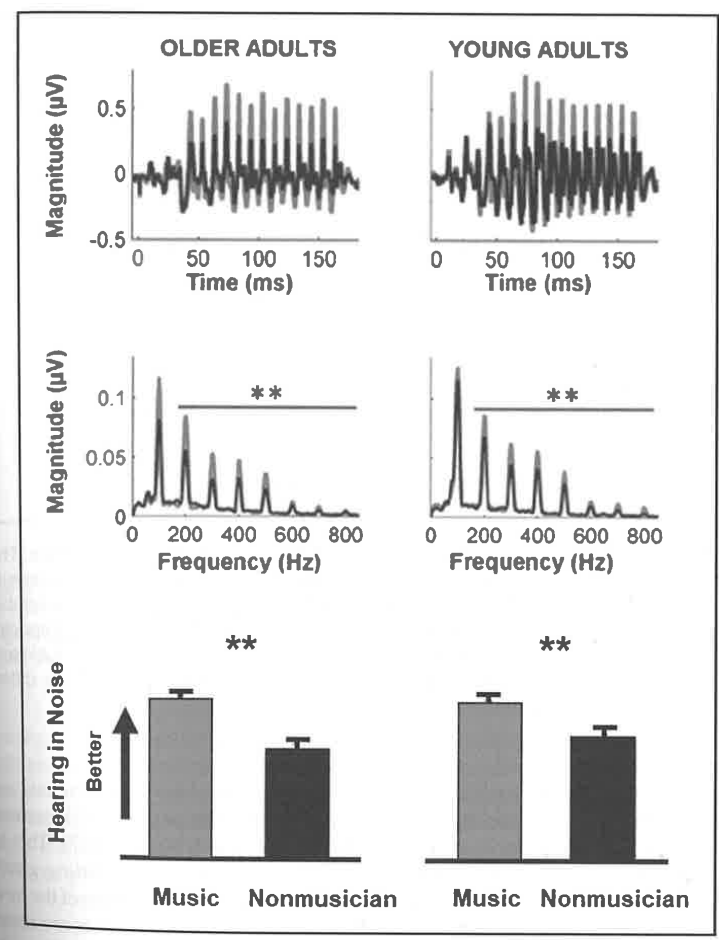 OLDER ADULTS
YOUNG ADULTS
Magnitude (µV)
0.5
0
-0.5
0 50 100 150
Time (ms)
0 50 100 150
Time (ms)
Magnitude (µV)
0.1
0.05
0
**
**
0 200 400 600 800
Frequency (Hz)
0 200 400 600 800
Frequency (Hz)
Hearing in Noise
Better
**
**
Music Nonmusician
Music Nonmusician